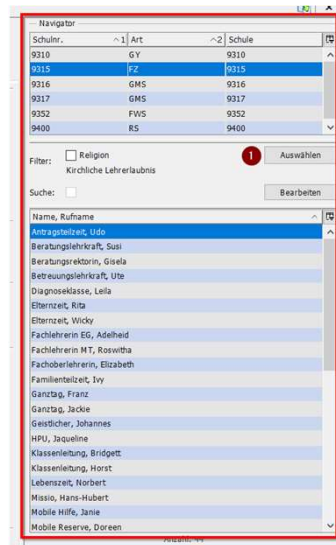 Navigator
Schulnr. 1 Art 2 Schule
9310 GY 9310
9315 FZ 9315
9316 GMS 9316
9317 GMS 9317
9352 FWS 9352
9400 RS 9400
Filter: Religion 1 Auswählen
Kirchliche Lehrerlaubnis
Suche: Bearbeiten
Name, Rufname
Antragsteilzeit, Udo
Beratungslehrkraft, Susi
Beratungsrektorin, Gisela
Betreuungslehrkraft, Ute
Diagnoseklasse, Leila
Elternzeit, Rita
Elternzeit, Wicky
Fachlehrerin EG, Adelheid
Fachlehrerin MT, Roswitha
Fachoberlehrerin, Elizabeth
Familienteilzeit, Ivy
Ganztag, Franz
Ganztag, Jackie
Geistlicher, Johannes
HPU, Jaqueline
Klassenleitung, Bridgett
Klassenleitung, Horst
Lebenszeit, Norbert
Missio, Hans-Hubert
Mobile Hilfe, Janie
Mobile Reserve, Doreen